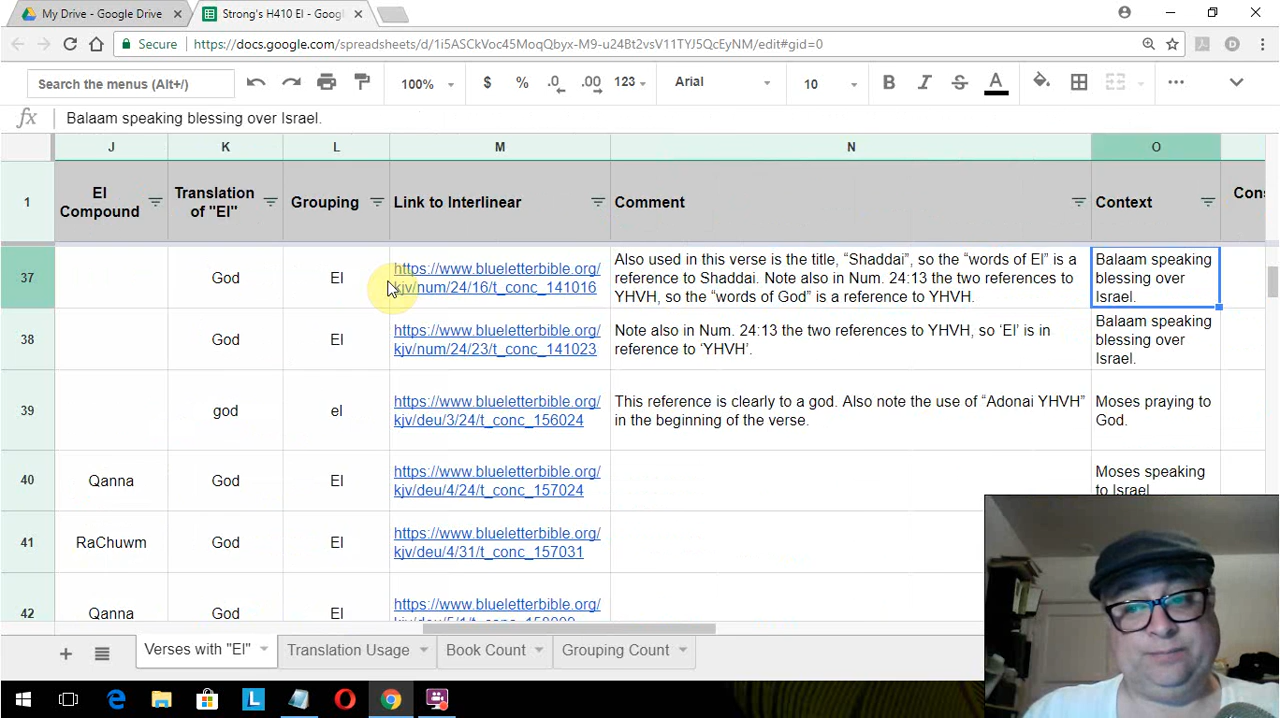 My Drive - Google Drive
Strong's H410 El - Goog
Secure
https://docs.google.com/spreadsheets/d/1i5ASCkVoc45MoqQbyx-M9-u24Bt2vsV11TYJ5QcEyNM/edit#gid=0
Search the menus (Alt+/)
100%
$
%
.0
.00
123
Arial
10
B
I
S
A
fx
Balaam speaking blessing over Israel.
J
K
L
M
N
O
1
El
Compound
Translation
of "El"
Grouping
Link to Interlinear
Comment
Context
Cons
37
God
El
https://www.blueletterbible.org/
kjv/num/24/16/t_conc_141016
Also used in this verse is the title, “Shaddai”, so the “words of El” is a
reference to Shaddai. Note also in Num. 24:13 the two references to
YHVH, so the “words of God” is a reference to YHVH.
Balaam speaking
blessing over
Israel.
38
God
El
https://www.blueletterbible.org/
kjv/num/24/23/t_conc_141023
Note also in Num. 24:13 the two references to YHVH, so ‘El’ is in
reference to ‘YHVH’.
Balaam speaking
blessing over
Israel.
39
god
el
https://www.blueletterbible.org/
kjv/deu/3/24/t_conc_156024
This reference is clearly to a god. Also note the use of “Adonai YHVH”
in the beginning of the verse.
Moses praying to
God.
40
Qanna
God
El
https://www.blueletterbible.org/
kjv/deu/4/24/t_conc_157024
Moses speaking
to Israel
41
RaChuwm
God
El
https://www.blueletterbible.org/
kjv/deu/4/31/t_conc_157031
42
Qanna
God
El
https://www.blueletterbible.org/
Verses with "El"
Translation Usage
Book Count
Grouping Count